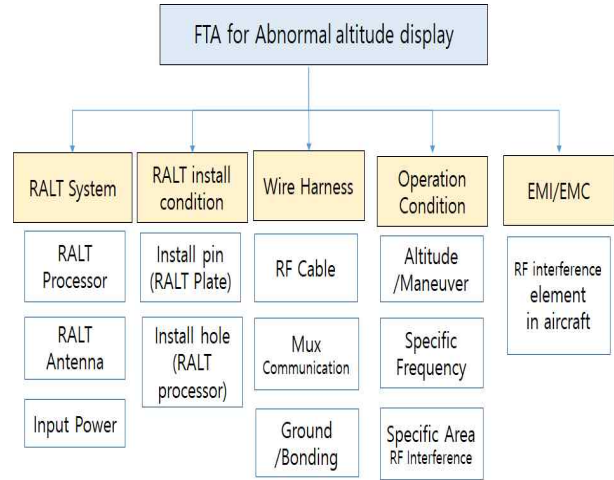 FTA for Abnormal altitude display
RALT System
RALT
Processor
RALT
Antenna
Input Power
RALT install
condition
Install pin
(RALT Plate)
Install hole
(RALT
processor)
Wire Harness
RF Cable
Mux
Communication
Ground
/Bonding
Operation
Condition
Altitude
/Maneuver
Specific
Frequency
Specific Area
RF Interference
EMI/EMC
RF interference
element
in aircraft